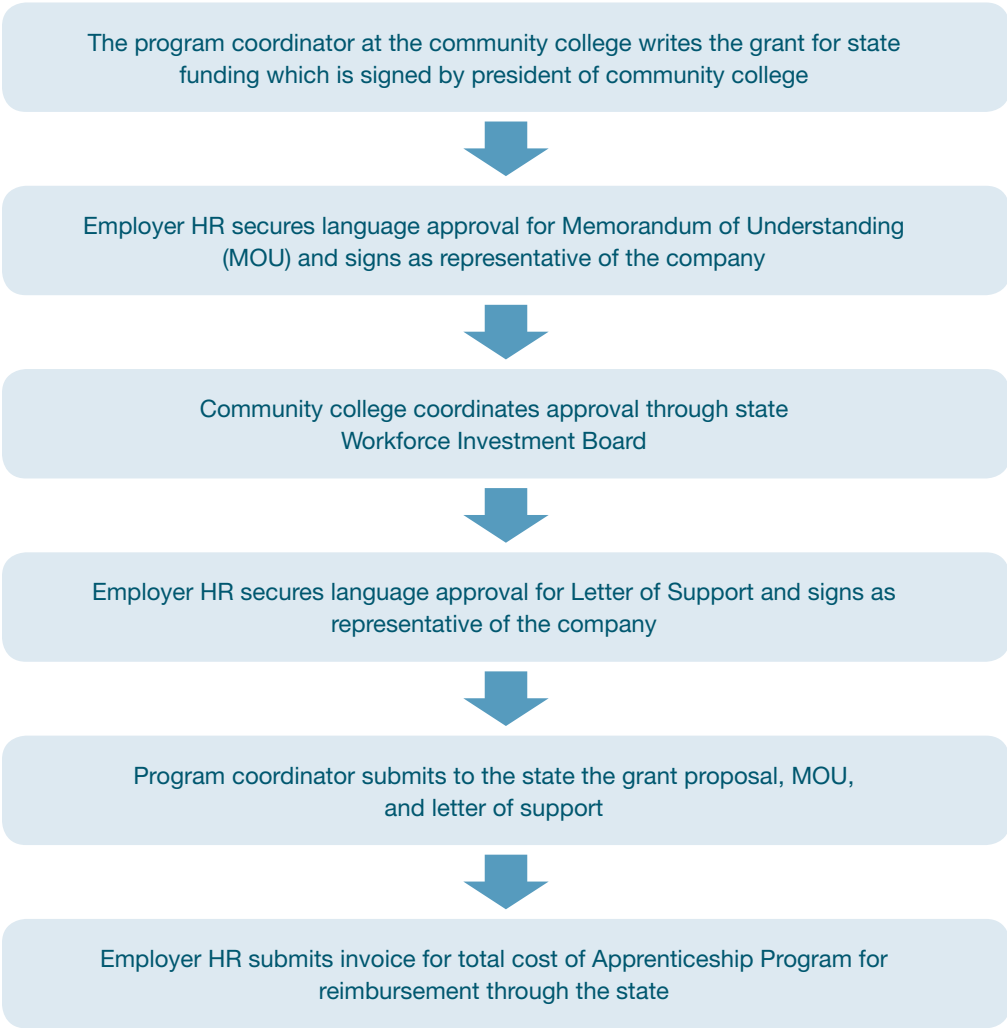 The program coordinator at the community college writes the grant for state
funding which is signed by president of community college
Employer HR secures language approval for Memorandum of Understanding
(MOU) and signs as representative of the company
Community college coordinates approval through state
Workforce Investment Board
Employer HR secures language approval for Letter of Support and signs as
representative of the company
Program coordinator submits to the state the grant proposal, MOU,
and letter of support
Employer HR submits invoice for total cost of Apprenticeship Program for
reimbursement through the state